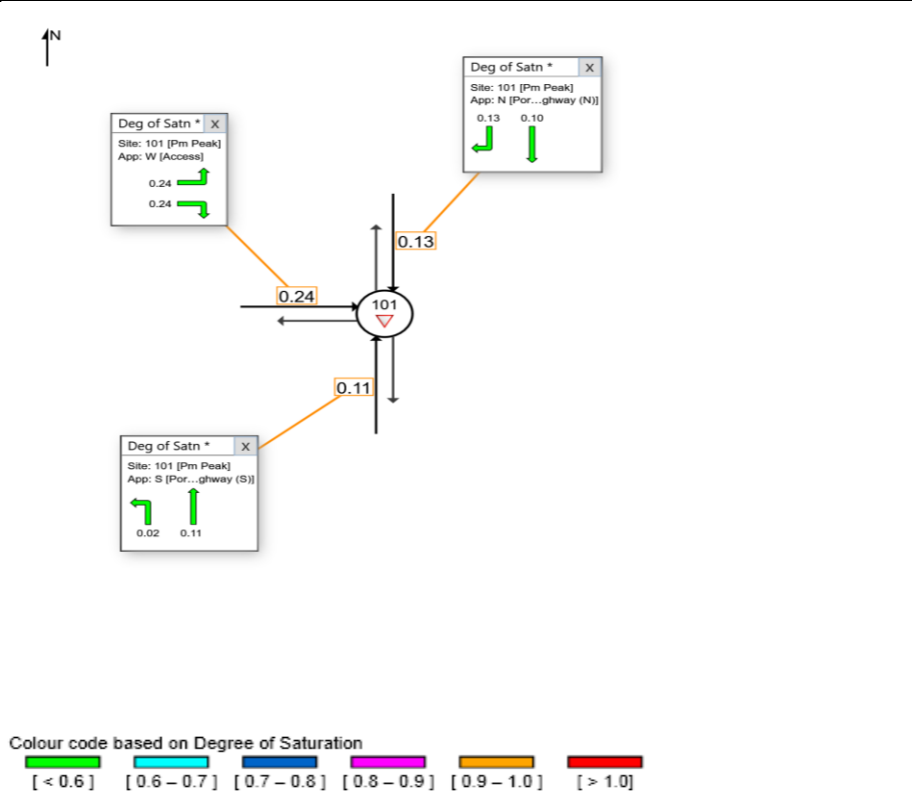 N
Deg of Satn * X
Site: 101 [Pm Peak]
App: N [Por...ghway (N)]
0.13 0.10
Deg of Satn * X
Site: 101 [Pm Peak]
App: W [Access]
0.24
0.24
0.13
0.24
101
0.11
Deg of Satn * X
Site: 101 [Pm Peak]
App: S [Por...ghway (S)]
0.02 0.11
Colour code based on Degree of Saturation
[ < 0.6 ] [ 0.6 – 0.7 ] [ 0.7 – 0.8 ] [ 0.8 – 0.9 ] [ 0.9 – 1.0 ] [ > 1.0]